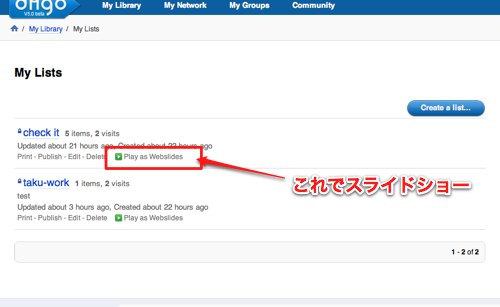 V5.0 beta
My Library My Network My Groups Community
/ My Library / My Lists
My Lists
Create a list...
check it 5 items, 2 visits
Updated about 21 hours ago, Created about 22 hours ago
Print - Publish - Edit - Delete Play as Webslides
これでスライドショー
taku-work 1 items, 2 visits
test
Updated about 3 hours ago, Created about 22 hours ago
Print - Publish - Edit - Delete Play as Webslides
1 - 2 of 2